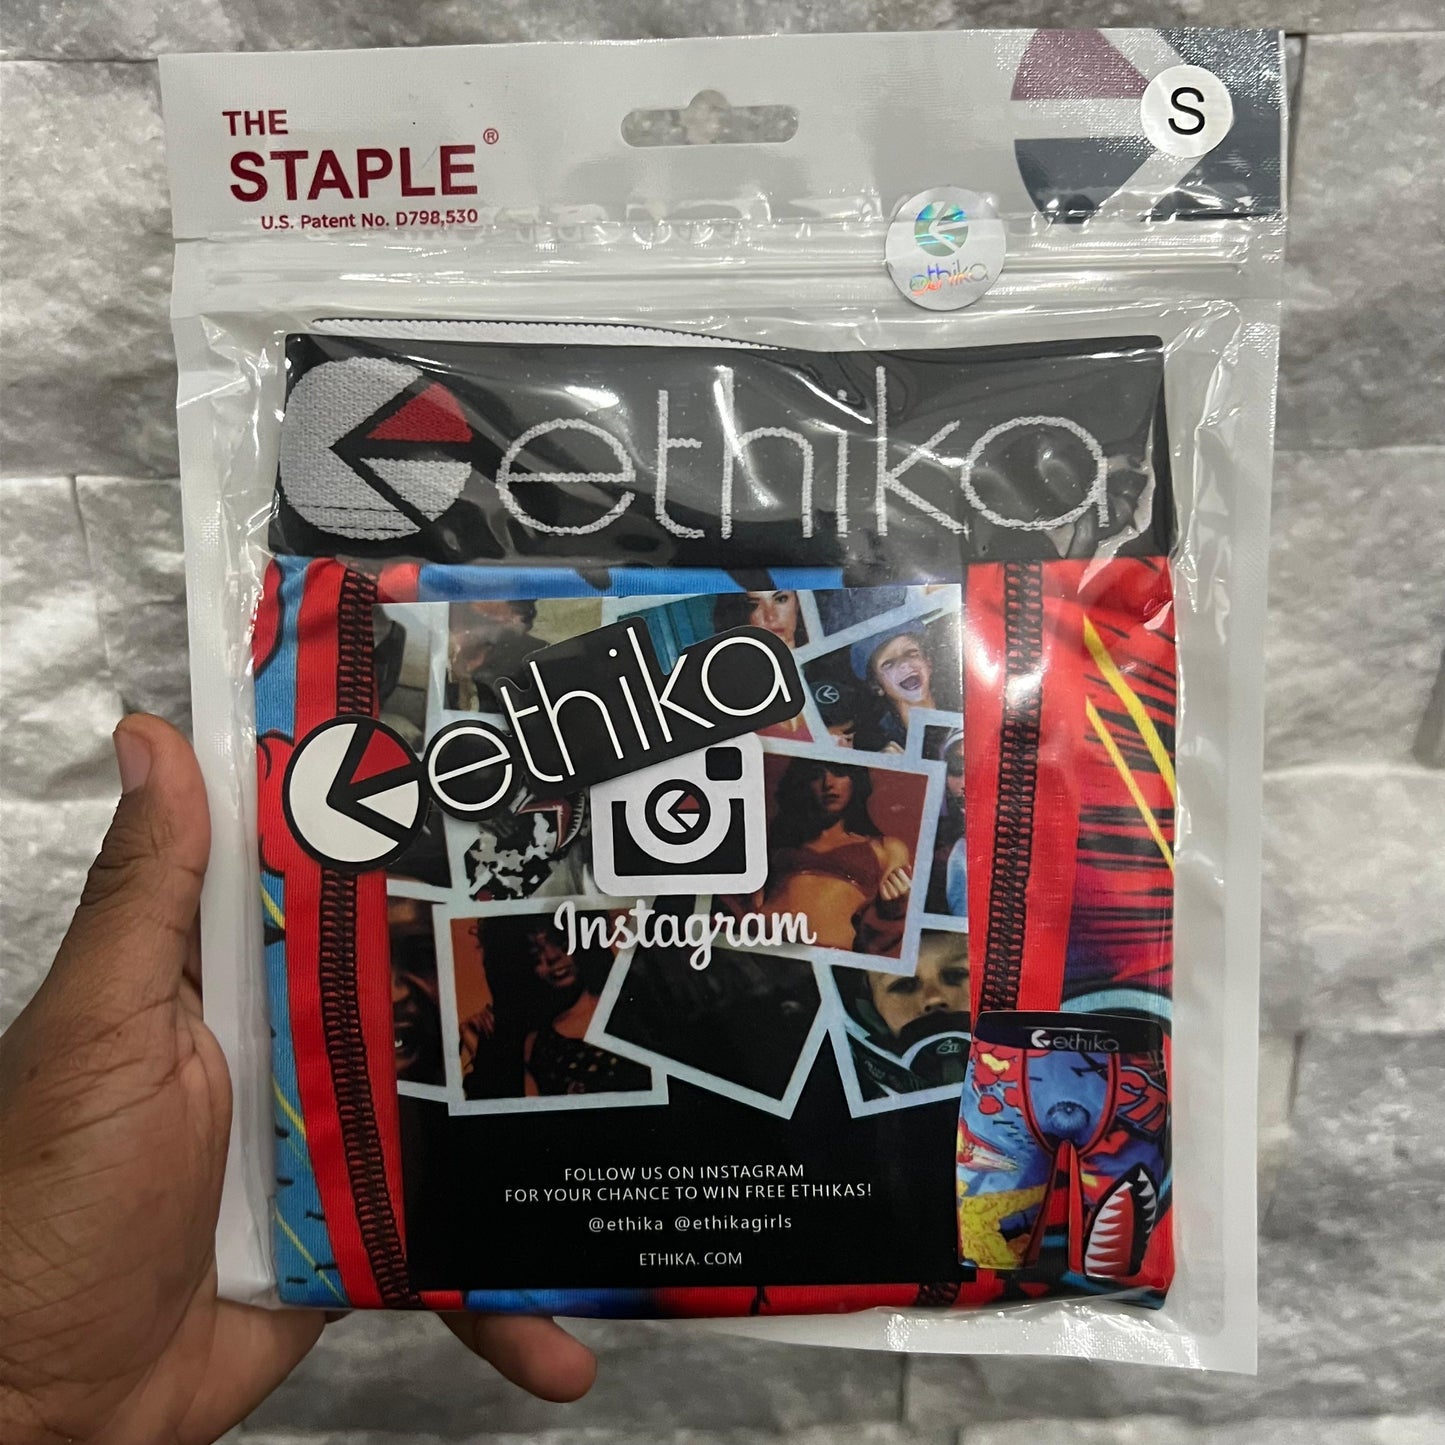 THE
STAPLE®
U.S. Patent No. D798,530
S
ethika
ethika
ethika
Instagram
FOLLOW US ON INSTAGRAM
FOR YOUR CHANCE TO WIN FREE ETHIKAS!
@ethika @ethikagirls
ETHIKA. COM
ethika